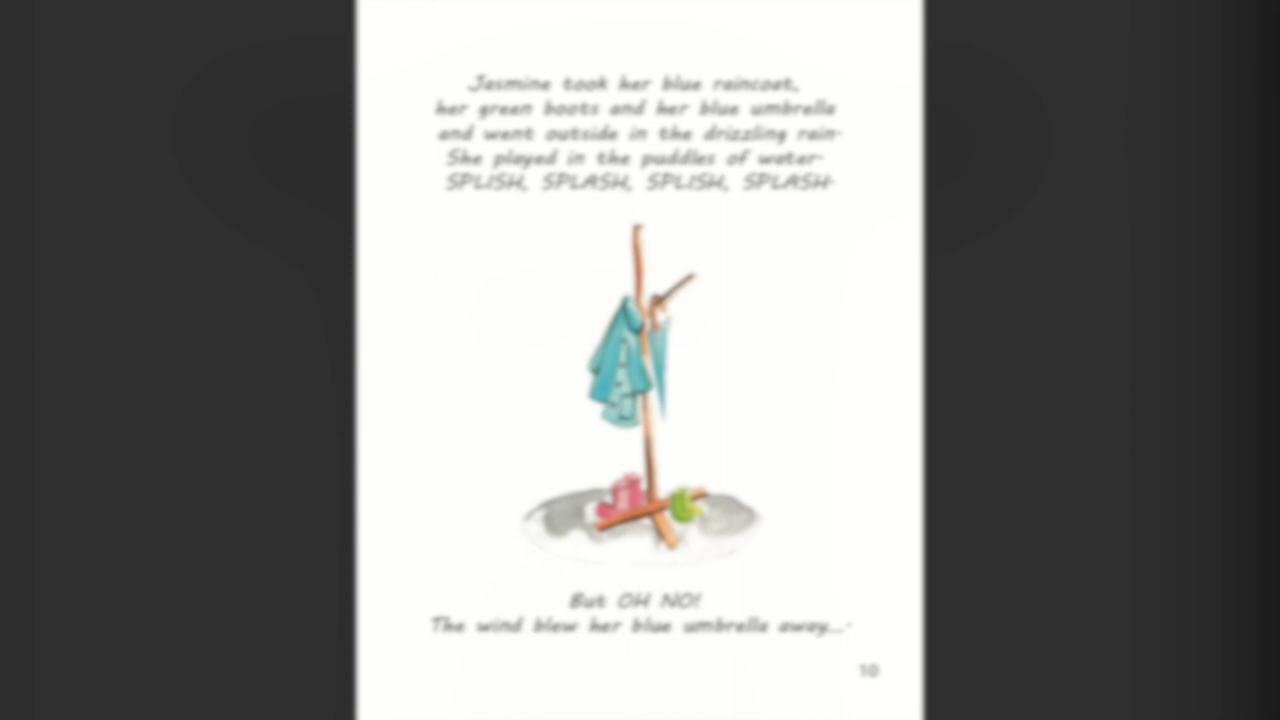 Jasmine took her blue raincoat,
her green boots and her blue umbrella
and went outside in the drizzling rain.
She played in the puddles of water.
SPLISH, SPLASH, SPLISH, SPLASH.
But OH NO!
The wind blew her blue umbrella away....
10